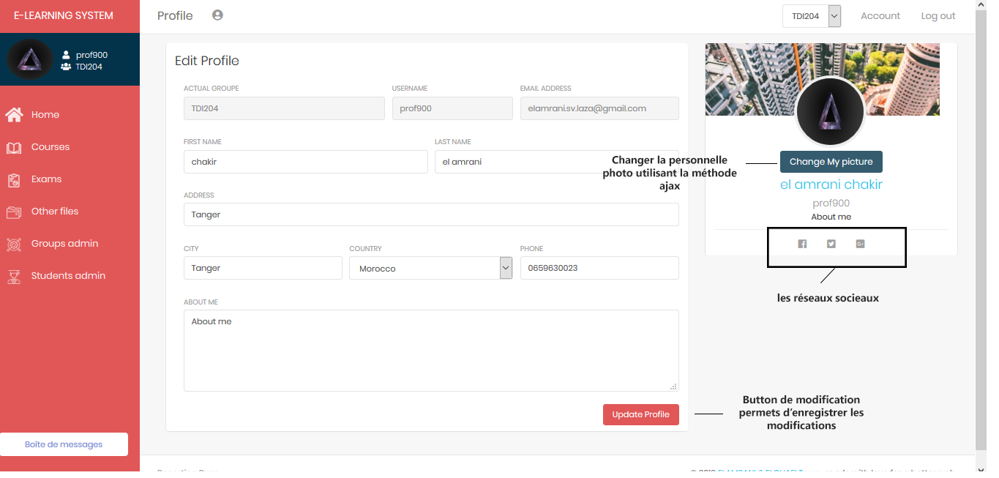 E-LEARNING SYSTEM
Profile
TDI204
Account
Log out
prof900
TDI204
Home
Courses
Exams
Other files
Groups admin
Students admin
Boîte de messages
Edit Profile
ACTUAL GROUPE
USERNAME
EMAIL ADDRESS
TDI204
prof900
elamrani.sv.laza@gmail.com
FIRST NAME
LAST NAME
chakir
el amrani
ADDRESS
Tanger
CITY
COUNTRY
PHONE
Tanger
Morocco
0659630023
ABOUT ME
About me
Update Profile
Changer la personnelle
photo utilisant la méthode
ajax
Change My picture
el amrani chakir
prof900
About me
les réseaux socieaux
Button de modification
permets d’enregistrer les
modifications